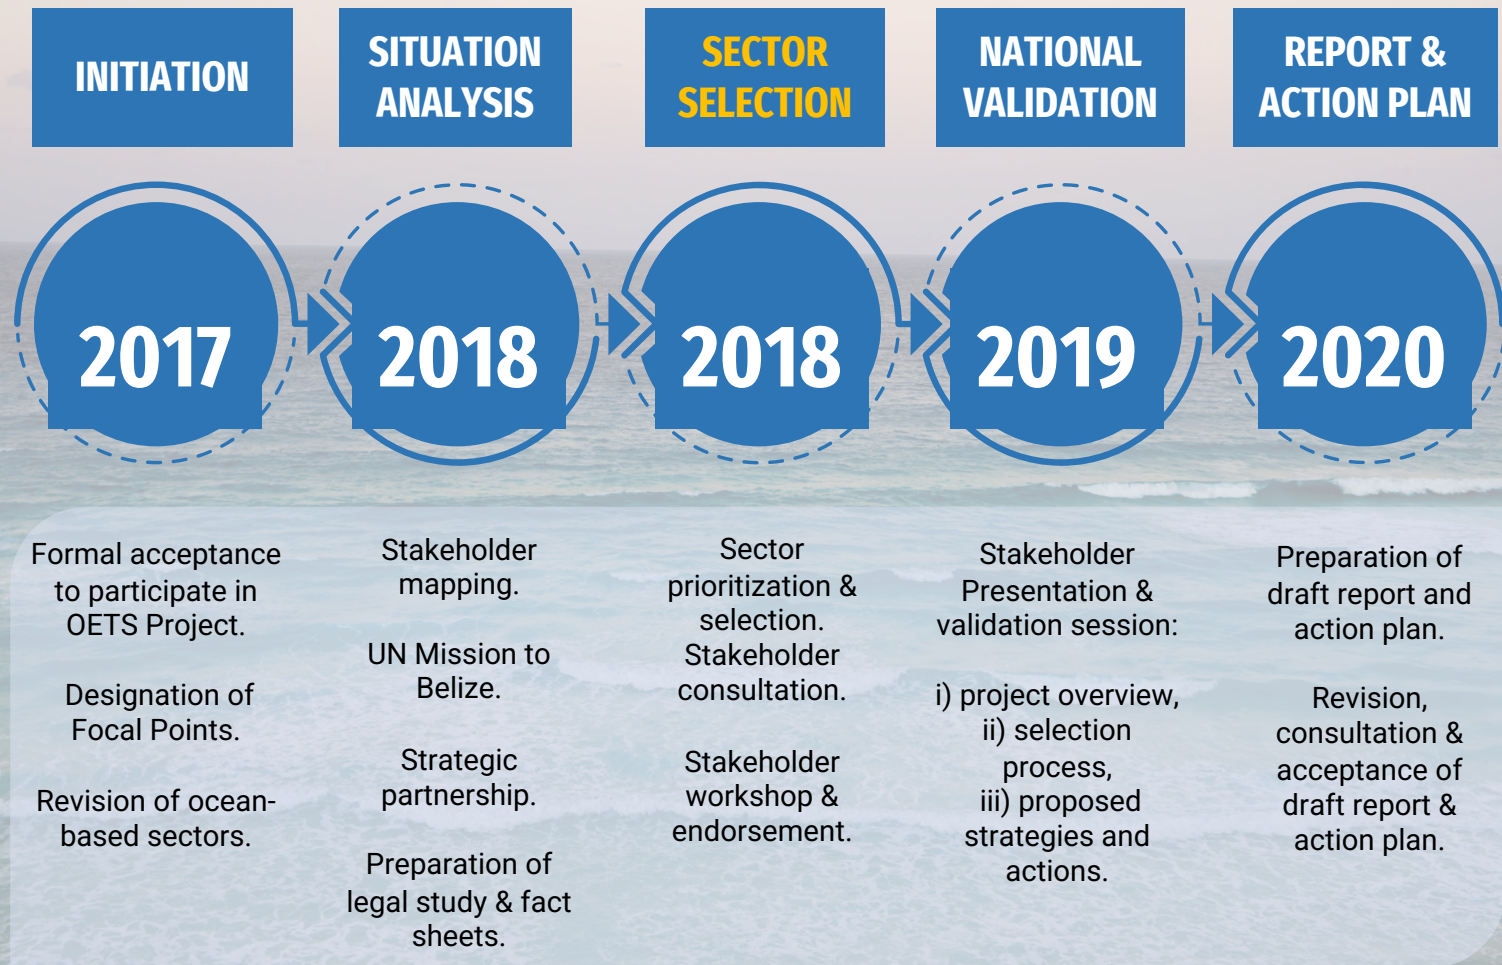 INITIATION
SITUATION
ANALYSIS
SECTOR
SELECTION
NATIONAL
VALIDATION
REPORT &
ACTION PLAN
2017
2018
2018
2019
2020
Formal acceptance
to participate in
OETS Project.
Designation of
Focal Points.
Revision of ocean-
based sectors.
Stakeholder
mapping.
UN Mission to
Belize.
Strategic
partnership.
Preparation of
legal study & fact
sheets.
Sector
prioritization &
selection.
Stakeholder
consultation.
Stakeholder
workshop &
endorsement.
Stakeholder
Presentation &
validation session:
i) project overview,
ii) selection
process,
iii) proposed
strategies and
actions.
Preparation of
draft report and
action plan.
Revision,
consultation &
acceptance of
draft report &
action plan.